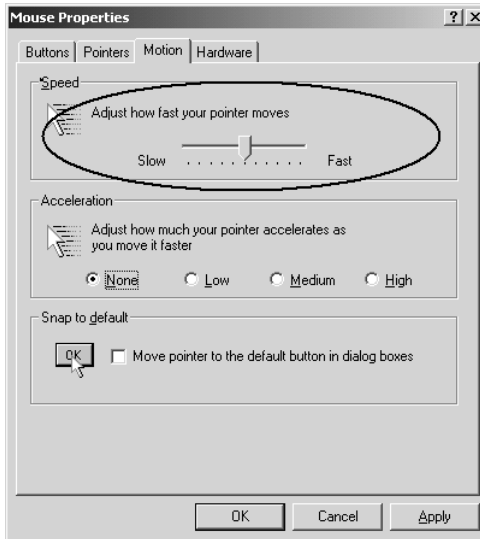 Mouse Properties
Buttons Pointers Motion Hardware
Speed
Adjust how fast your pointer moves
Slow Fast
Acceleration
Adjust how much your pointer accelerates as
you move it faster
None Low Medium High
Snap to default
OK Move pointer to the default button in dialog boxes
OK Cancel Apply